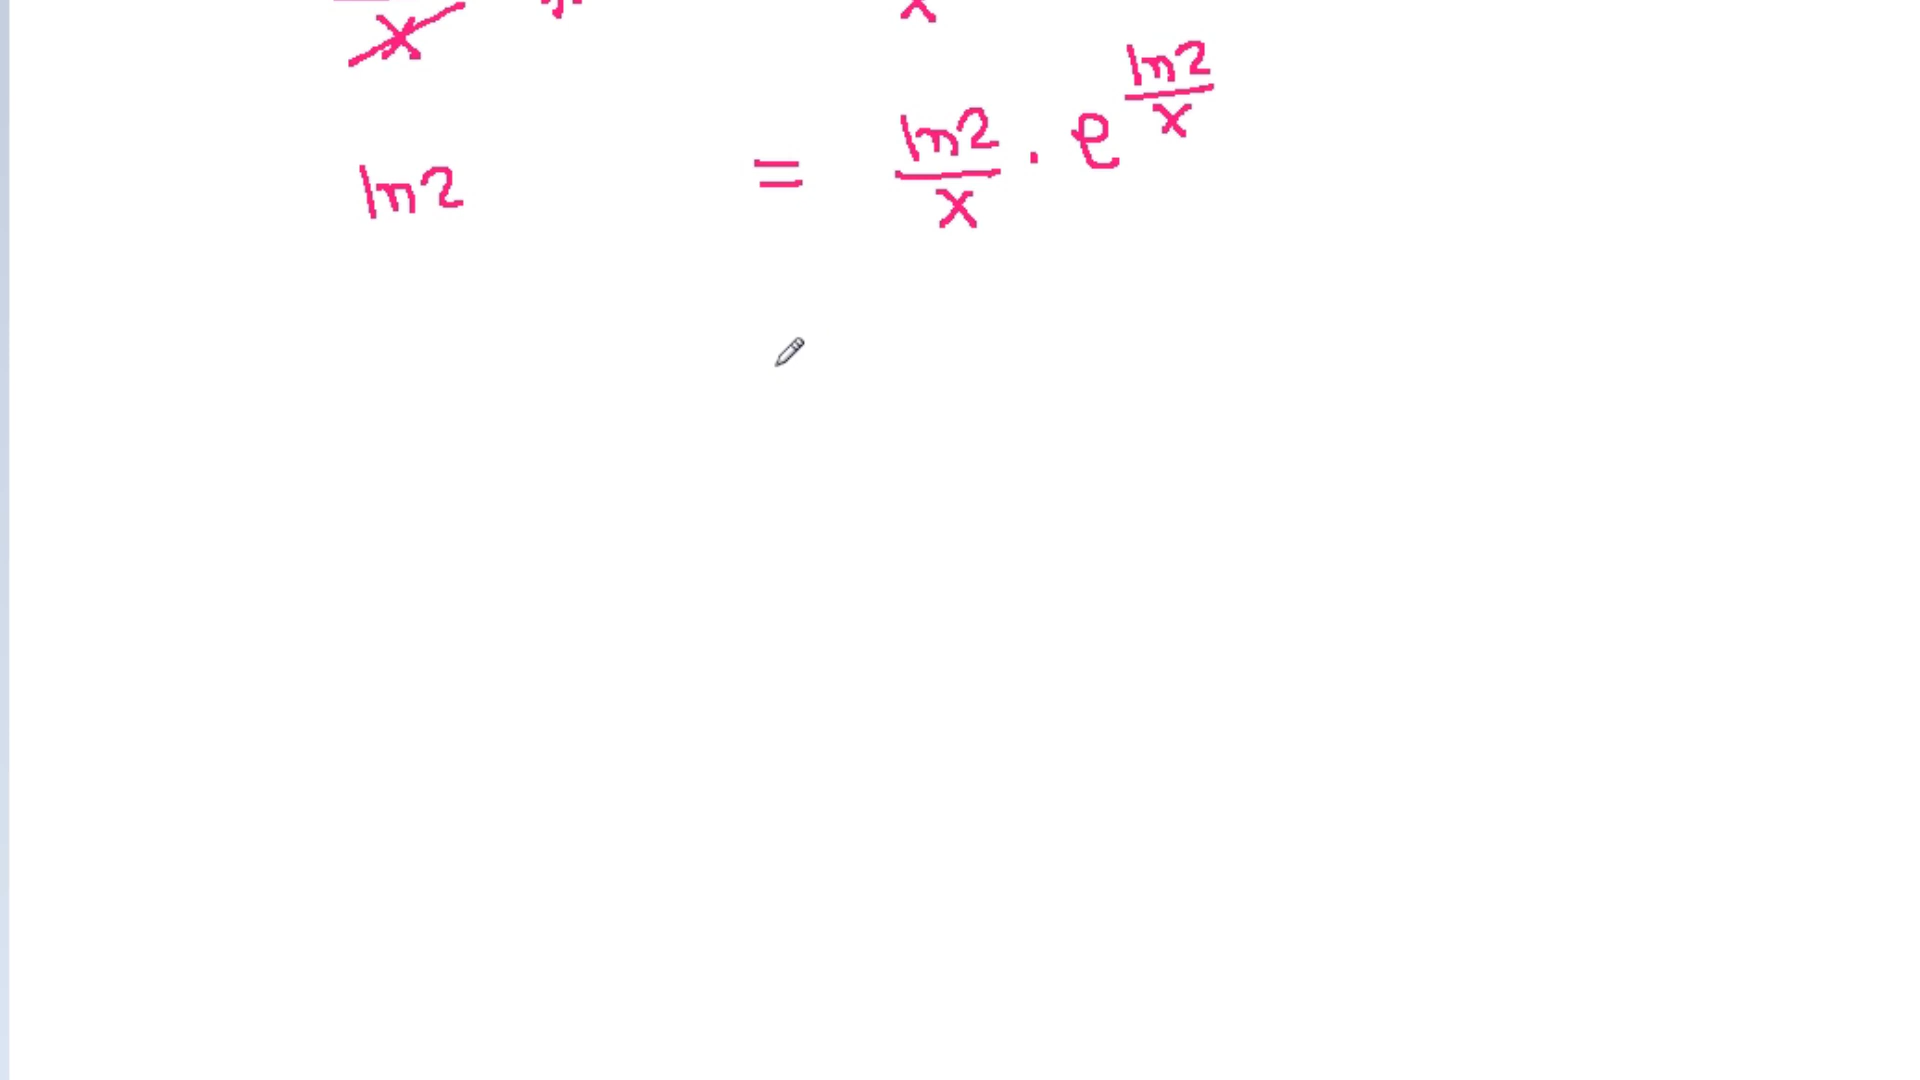 x x
ln2 = ln2/x · e^(ln2/x)